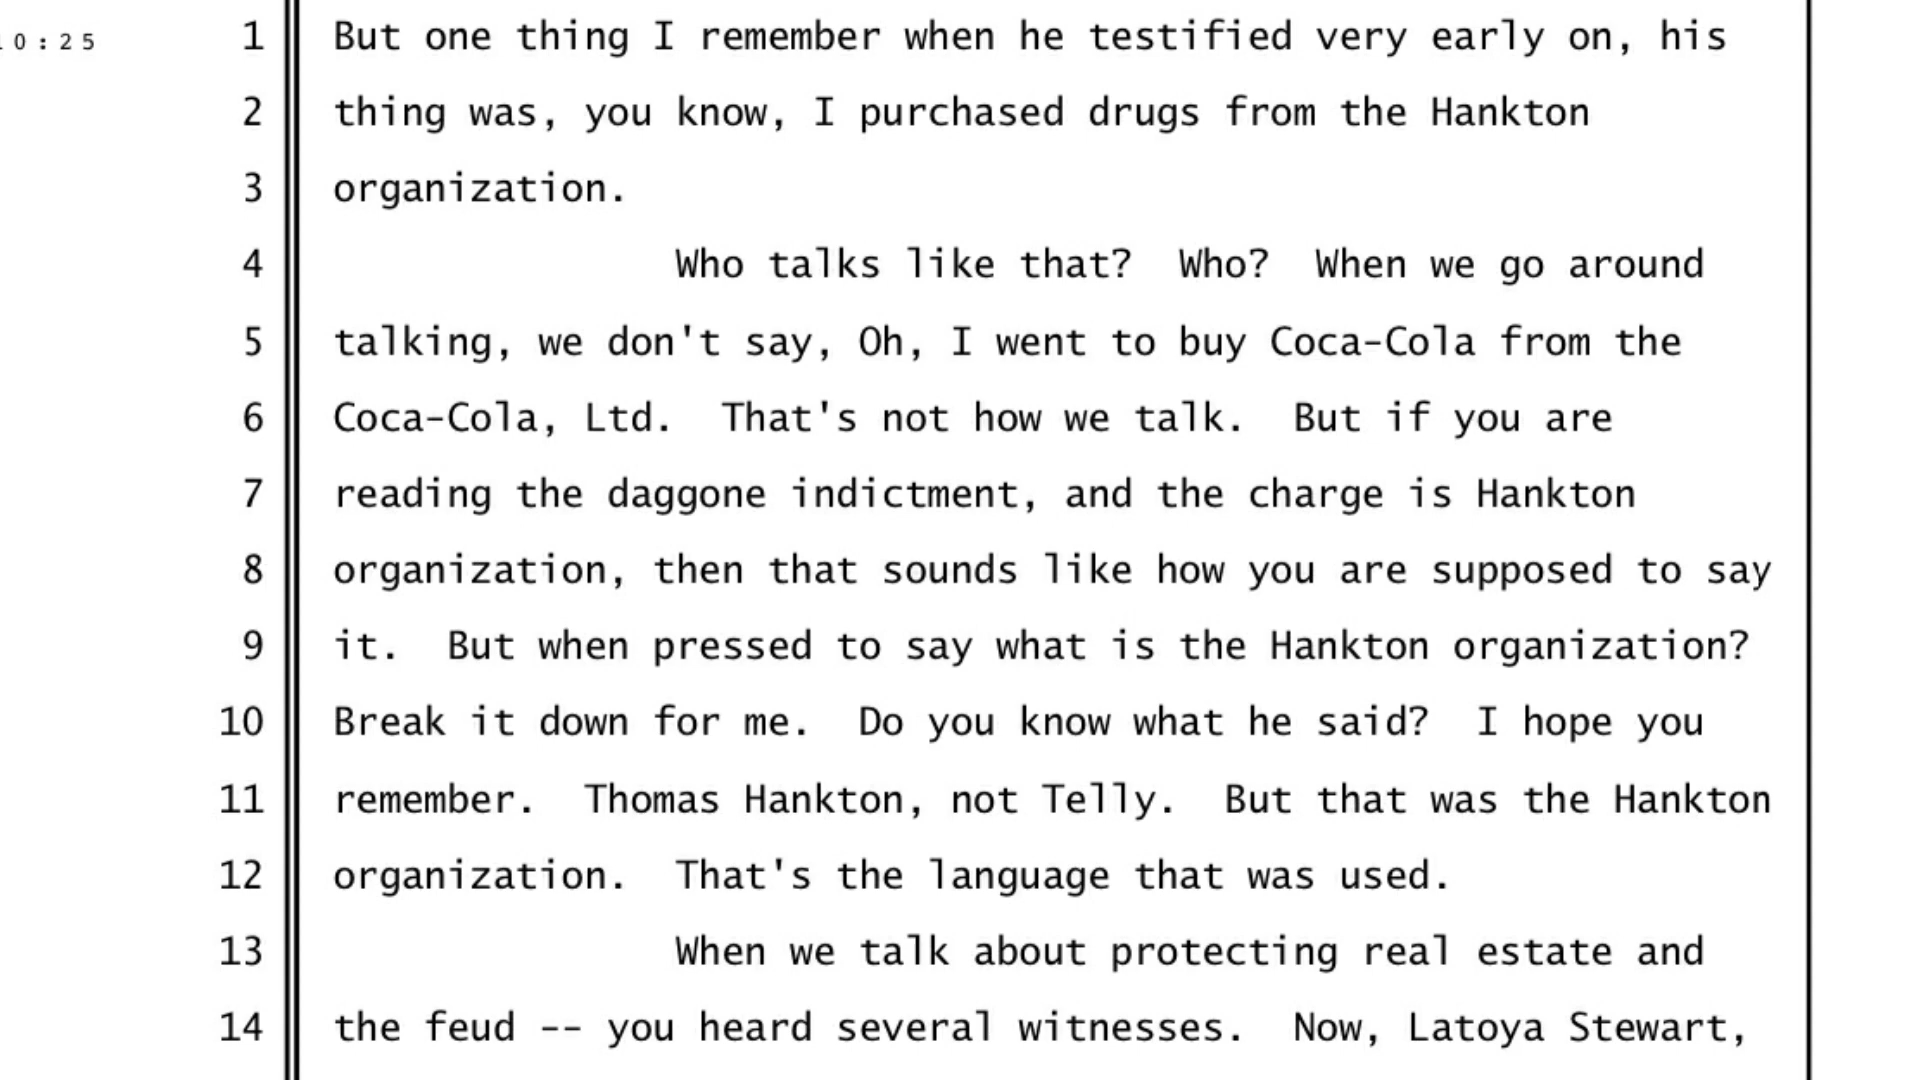 10:25 1 But one thing I remember when he testified very early on, his
2 thing was, you know, I purchased drugs from the Hankton
3 organization.
4 Who talks like that?  Who?  When we go around
5 talking, we don't say, Oh, I went to buy Coca-Cola from the
6 Coca-Cola, Ltd.  That's not how we talk.  But if you are
7 reading the daggone indictment, and the charge is Hankton
8 organization, then that sounds like how you are supposed to say
9 it.  But when pressed to say what is the Hankton organization?
10 Break it down for me.  Do you know what he said?  I hope you
11 remember.  Thomas Hankton, not Telly.  But that was the Hankton
12 organization.  That's the language that was used.
13 When we talk about protecting real estate and
14 the feud -- you heard several witnesses.  Now, Latoya Stewart,